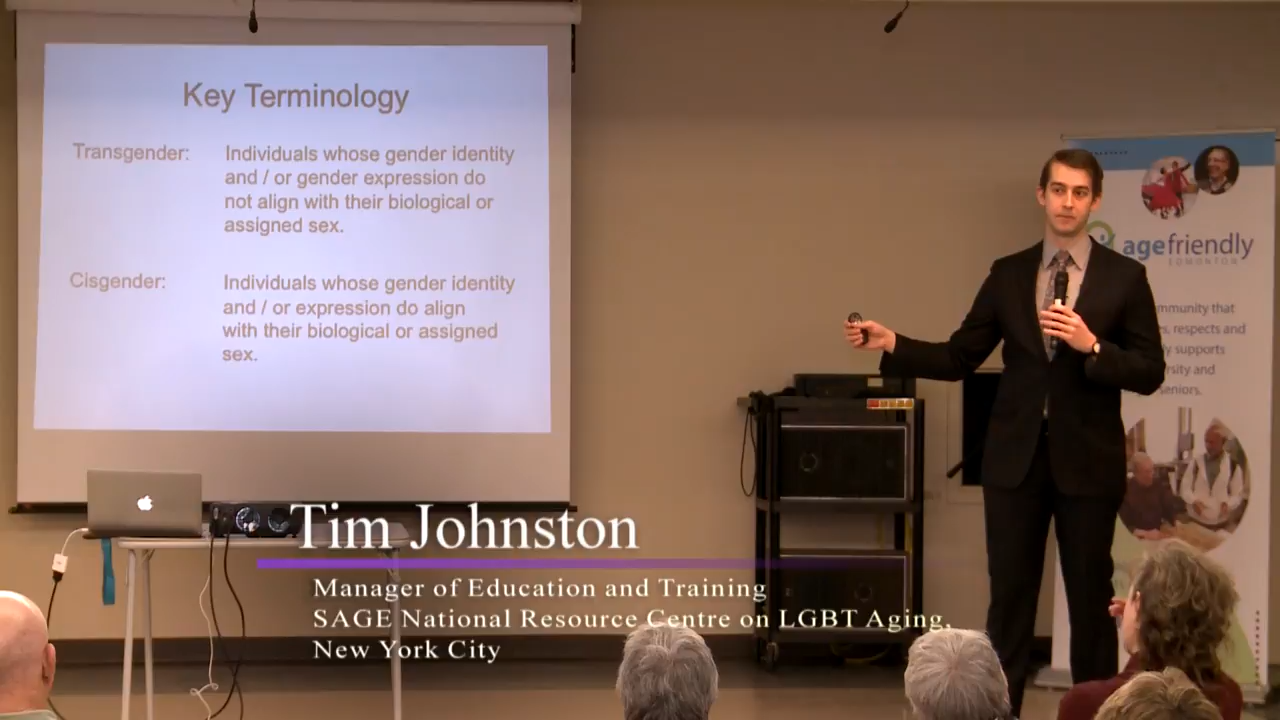 Key Terminology
Transgender: Individuals whose gender identity
and / or gender expression do
not align with their biological or
assigned sex.
Cisgender: Individuals whose gender identity
and / or expression do align
with their biological or assigned
sex.
agefriendly
EDMONTON
respects and
supports
and
seniors.
Tim Johnston
Manager of Education and Training
SAGE National Resource Centre on LGBT Aging,
New York City